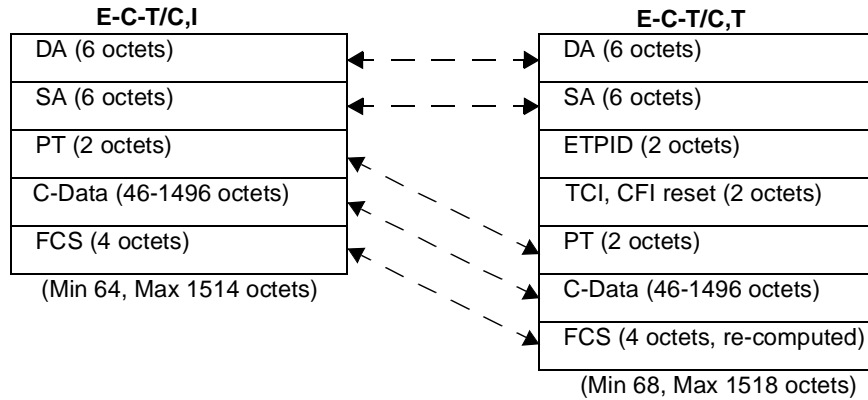 E-C-T/C,I
DA (6 octets)
SA (6 octets)
PT (2 octets)
C-Data (46-1496 octets)
FCS (4 octets)
(Min 64, Max 1514 octets)
E-C-T/C,T
DA (6 octets)
SA (6 octets)
ETPID (2 octets)
TCI, CFI reset (2 octets)
PT (2 octets)
C-Data (46-1496 octets)
FCS (4 octets, re-computed)
(Min 68, Max 1518 octets)